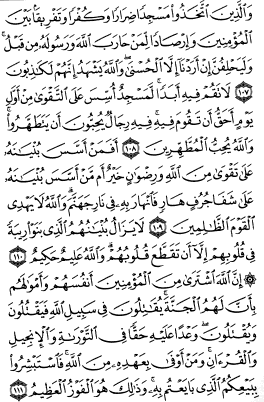 وَٱلَّذِينَ ٱتَّخَذُوا۟ مَسْجِدًا ضِرَارًا وَكُفْرًا وَتَفْرِيقًۢا بَيْنَ
ٱلْمُؤْمِنِينَ وَإِرْصَادًا لِّمَنْ حَارَبَ ٱللَّهَ وَرَسُولَهُۥ مِن قَبْلُ ۚ
وَلَيَحْلِفُنَّ إِنْ أَرَدْنَآ إِلَّا ٱلْحُسْنَىٰ ۖ وَٱللَّهُ يَشْهَدُ إِنَّهُمْ لَكَـٰذِبُونَ
١٠٧ لَا تَقُمْ فِيهِ أَبَدًا ۚ لَّمَسْجِدٌ أُسِّسَ عَلَى ٱلتَّقْوَىٰ مِنْ أَوَّلِ
يَوْمٍ أَحَقُّ أَن تَقُومَ فِيهِ ۚ فِيهِ رِجَالٌ يُحِبُّونَ أَن يَتَطَهَّرُوا۟ ۚ
وَٱللَّهُ يُحِبُّ ٱلْمُطَّهِّرِينَ ١٠٨ أَفَمَنْ أَسَّسَ بُنْيَـٰنَهُۥ
عَلَىٰ تَقْوَىٰ مِنَ ٱللَّهِ وَرِضْوَٰنٍ خَيْرٌ أَم مَّنْ أَسَّسَ بُنْيَـٰنَهُۥ
عَلَىٰ شَفَا جُرُفٍ هَارٍ فَٱنْهَارَ بِهِۦ فِى نَارِ جَهَنَّمَ ۗ وَٱللَّهُ لَا يَهْدِى
ٱلْقَوْمَ ٱلظَّـٰلِمِينَ ١٠٩ لَا يَزَالُ بُنْيَـٰنُهُمُ ٱلَّذِى بَنَوْا۟ رِيبَةً
فِى قُلُوبِهِمْ إِلَّآ أَن تَقَطَّعَ قُلُوبُهُمْ ۗ وَٱللَّهُ عَلِيمٌ حَكِيمٌ ١١٠
۞ إِنَّ ٱللَّهَ ٱشْتَرَىٰ مِنَ ٱلْمُؤْمِنِينَ أَنفُسَهُمْ وَأَمْوَٰلَهُم
بِأَنَّ لَهُمُ ٱلْجَنَّةَ ۚ يُقَـٰتِلُونَ فِى سَبِيلِ ٱللَّهِ فَيَقْتُلُونَ
وَيُقْتَلُونَ ۖ وَعْدًا عَلَيْهِ حَقًّا فِى ٱلتَّوْرَىٰةِ وَٱلْإِنجِيلِ
وَٱلْقُرْءَانِ ۚ وَمَنْ أَوْفَىٰ بِعَهْدِهِۦ مِنَ ٱللَّهِ ۚ فَٱسْتَبْشِرُوا۟
بِبَيْعِكُمُ ٱلَّذِى بَايَعْتُم بِهِۦ ۚ وَذَٰلِكَ هُوَ ٱلْفَوْزُ ٱلْعَظِيمُ ١١١